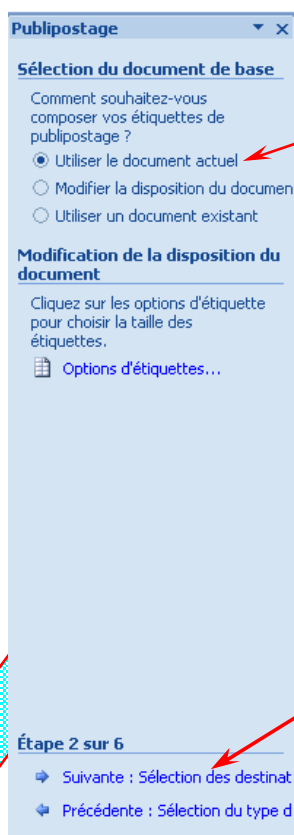 Publipostage
Sélection du document de base
Comment souhaitez-vous
composer vos étiquettes de
publipostage ?
Utiliser le document actuel
Modifier la disposition du documen
Utiliser un document existant
Modification de la disposition du
document
Cliquez sur les options d'étiquette
pour choisir la taille des
étiquettes.
Options d'étiquettes...
Étape 2 sur 6
Suivante : Sélection des destinat
Précédente : Sélection du type d